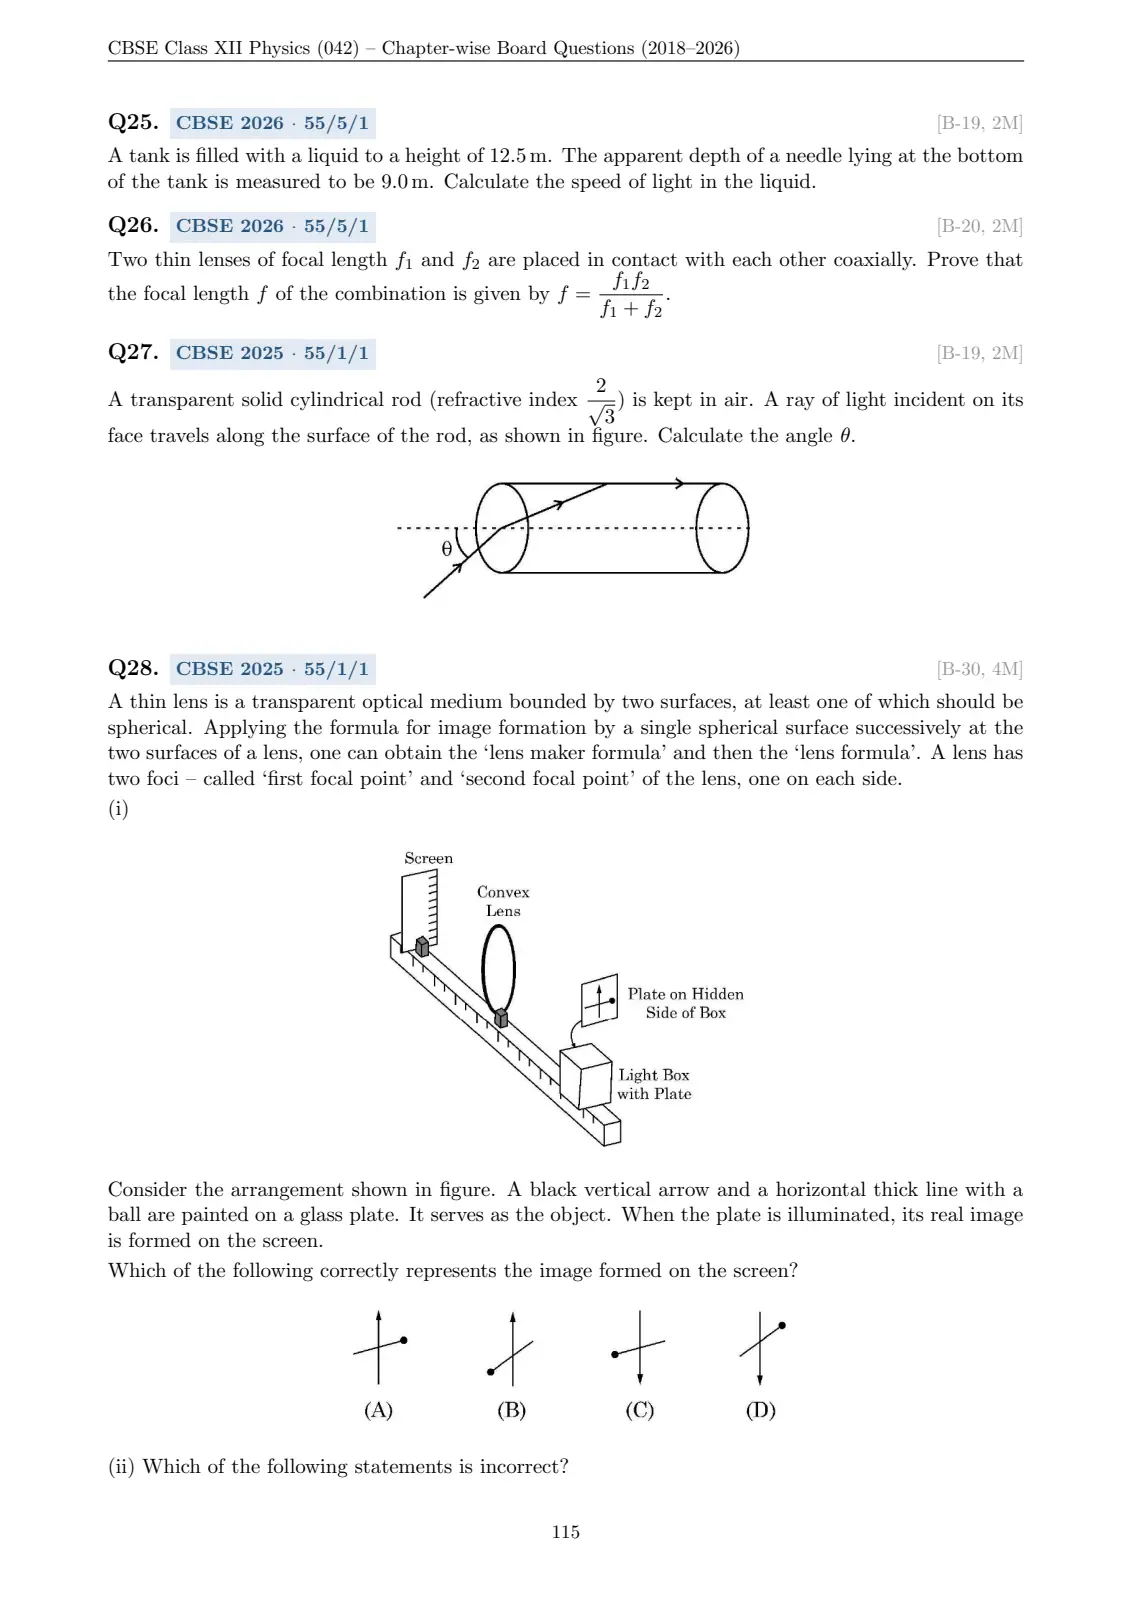 CBSE Class XII Physics (042) – Chapter-wise Board Questions (2018–2026)
Q25. CBSE 2026 · 55/5/1 [B-19, 2M]
A tank is filled with a liquid to a height of 12.5 m. The apparent depth of a needle lying at the bottom
of the tank is measured to be 9.0 m. Calculate the speed of light in the liquid.
Q26. CBSE 2026 · 55/5/1 [B-20, 2M]
Two thin lenses of focal length f₁ and f₂ are placed in contact with each other coaxially. Prove that
the focal length f of the combination is given by f = f₁f₂ / (f₁ + f₂).
Q27. CBSE 2025 · 55/1/1 [B-19, 2M]
A transparent solid cylindrical rod (refractive index 2/√3) is kept in air. A ray of light incident on its
face travels along the surface of the rod, as shown in figure. Calculate the angle θ.
θ
Q28. CBSE 2025 · 55/1/1 [B-30, 4M]
A thin lens is a transparent optical medium bounded by two surfaces, at least one of which should be
spherical. Applying the formula for image formation by a single spherical surface successively at the
two surfaces of a lens, one can obtain the ‘lens maker formula’ and then the ‘lens formula’. A lens has
two foci – called ‘first focal point’ and ‘second focal point’ of the lens, one on each side.
(i)
Screen
Convex
Lens
Plate on Hidden
Side of Box
Light Box
with Plate
Consider the arrangement shown in figure. A black vertical arrow and a horizontal thick line with a
ball are painted on a glass plate. It serves as the object. When the plate is illuminated, its real image
is formed on the screen.
Which of the following correctly represents the image formed on the screen?
(A) (B) (C) (D)
(ii) Which of the following statements is incorrect?
115